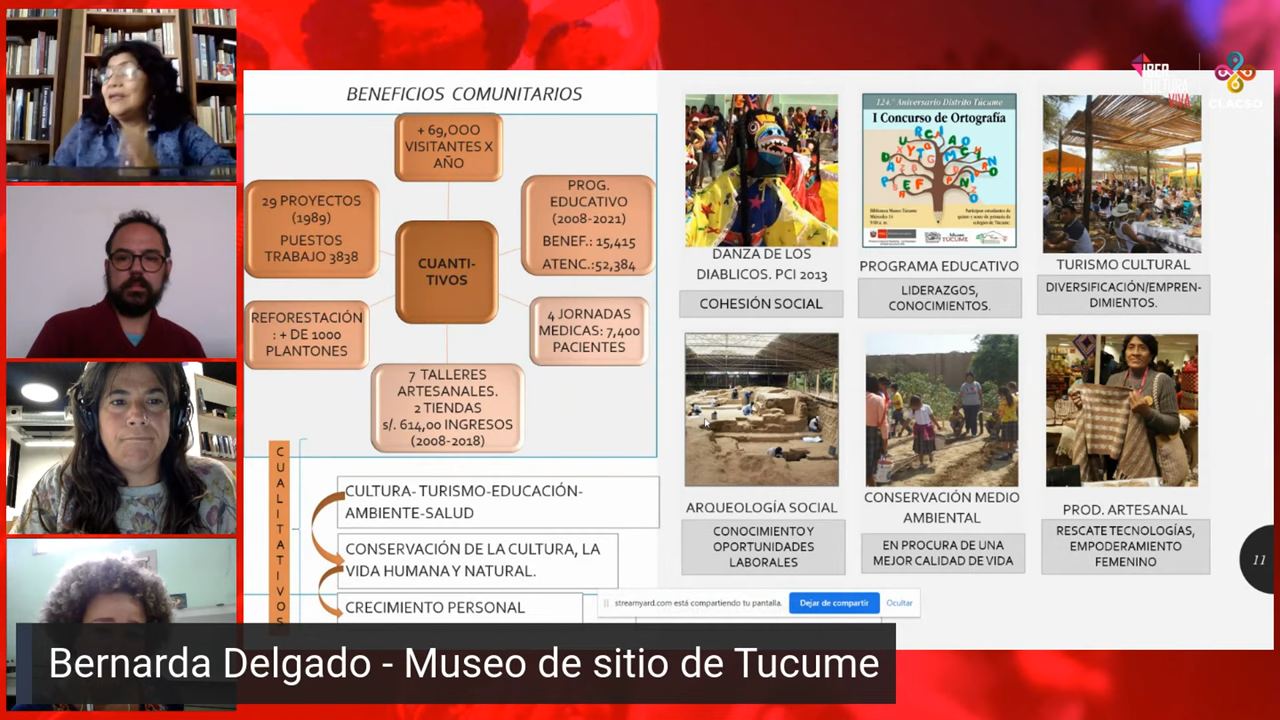 BENEFICIOS COMUNITARIOS
+ 69,000
VISITANTES X
AÑO
29 PROYECTOS
(1989)
PUESTOS
TRABAJO 3838
PROG.
EDUCATIVO
(2008-2021)
BENEF.: 15,415
ATENC.:52,384
CUANTI-
TIVOS
REFORESTACIÓN
: + DE 1000
PLANTONES
4 JORNADAS
MEDICAS: 7,400
PACIENTES
7 TALLERES
ARTESANALES.
2 TIENDAS
s/. 614,00 INGRESOS
(2008-2018)
CUALITATIVOS
CULTURA- TURISMO-EDUCACIÓN-
AMBIENTE-SALUD
CONSERVACIÓN DE LA CULTURA, LA
VIDA HUMANA Y NATURAL.
CRECIMIENTO PERSONAL
DANZA DE LOS
DIABLICOS. PCI 2013
COHESIÓN SOCIAL
124.° Aniversario Distrito Túcume
I Concurso de Ortografía
PROGRAMA EDUCATIVO
LIDERAZGOS,
CONOCIMIENTOS.
TURISMO CULTURAL
DIVERSIFICACIÓN/EMPREN-
DIMIENTOS.
ARQUEOLOGÍA SOCIAL
CONOCIMIENTO Y
OPORTUNIDADES
LABORALES
CONSERVACIÓN MEDIO
AMBIENTAL
EN PROCURA DE UNA
MEJOR CALIDAD DE VIDA
PROD. ARTESANAL
RESCATE TECNOLOGÍAS,
EMPODERAMIENTO
FEMENINO
11
IBER
CULTURA
VIVA
CLACSO
streamyard.com está compartiendo tu pantalla.
Dejar de compartir
Ocultar
Bernarda Delgado - Museo de sitio de Tucume